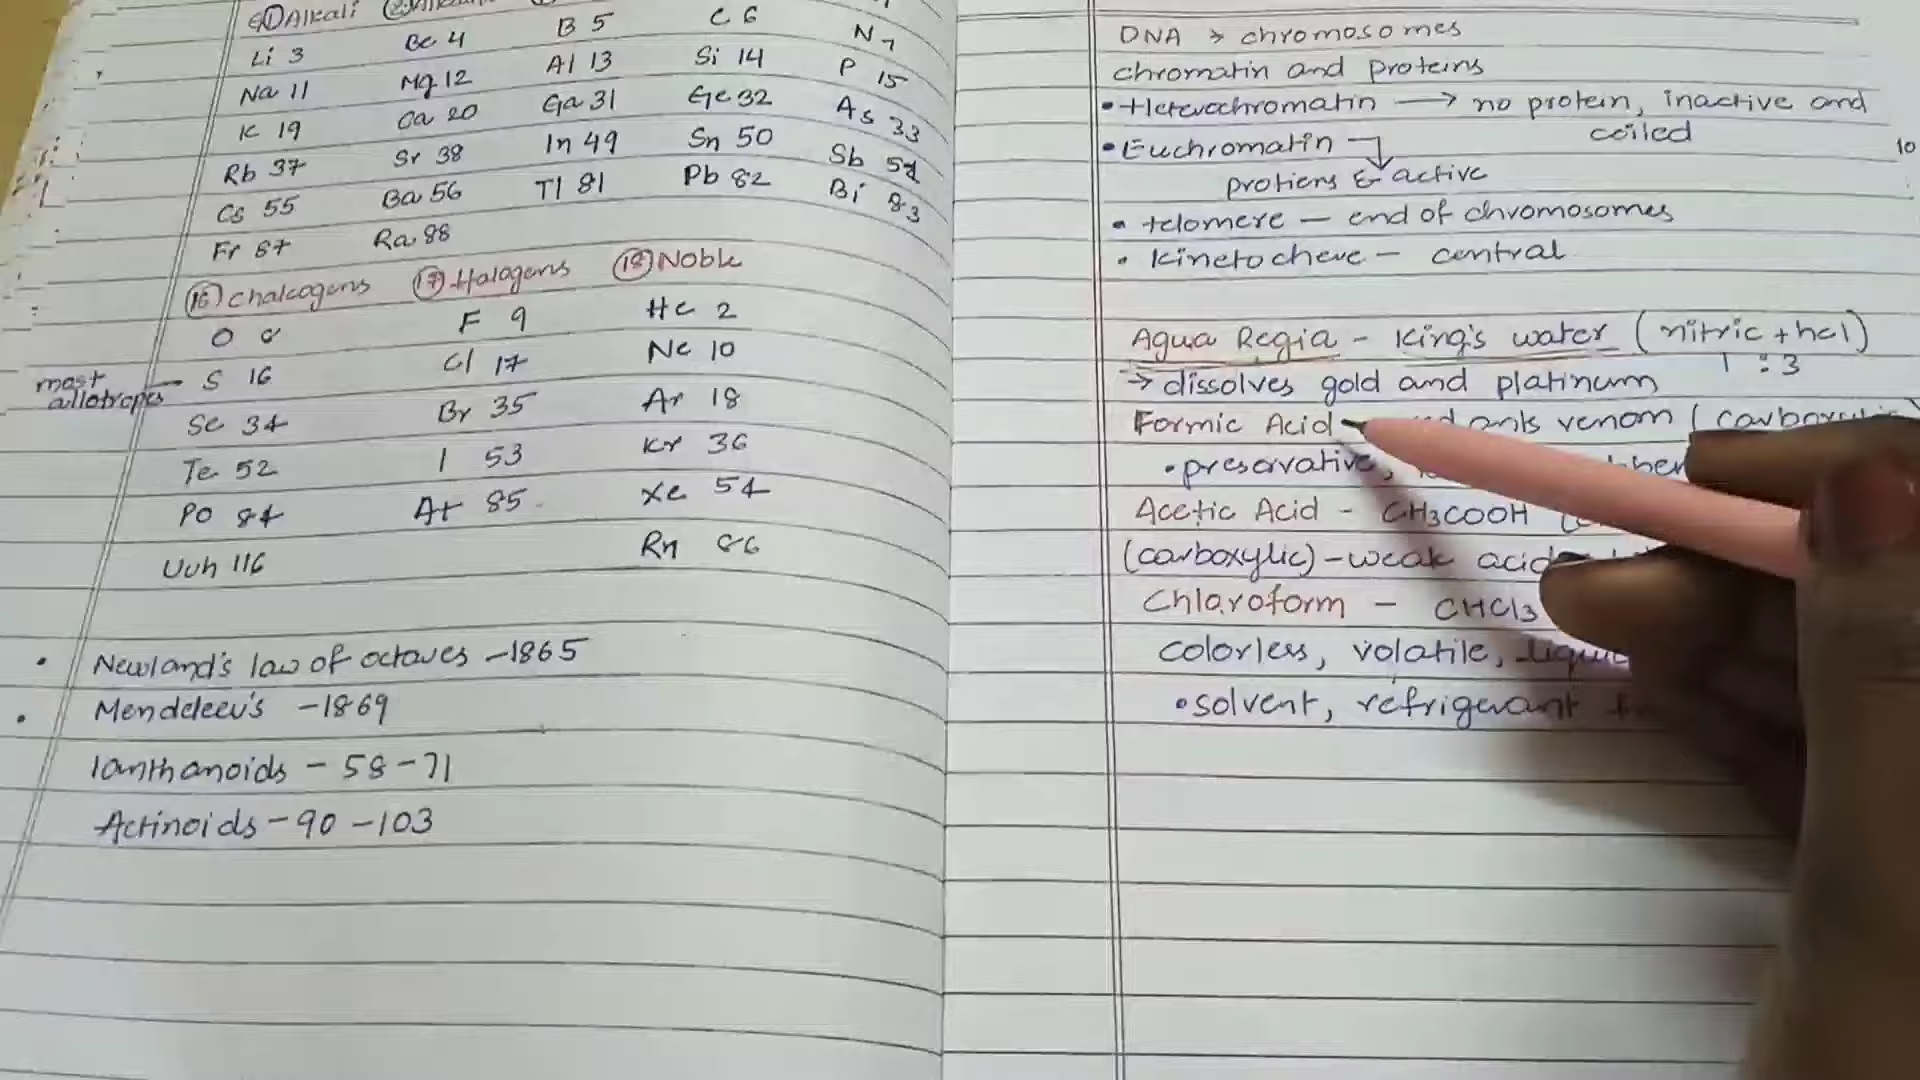 ① Alkali
B 5
C 6
N 7
Li 3
Be 4
Al 13
Si 14
P 15
Na 11
Mg 12
Ga 31
Ge 32
As 33
K 19
Ca 20
In 49
Sn 50
Sb 51
Rb 37
Sr 38
Tl 81
Pb 82
Bi 83
Cs 55
Ba 56
Fr 87
Ra 88
⑯ chalcogens ⑰ Halogens ⑱ Noble
O 8
F 9
He 2
most allotropes — S 16
Cl 17
Ne 10
Se 34
Br 35
Ar 18
Te 52
I 53
Kr 36
Po 84
At 85
Xe 54
Uuh 116
Rn 86
• Newland's law of octaves -1865
• Mendeleev's -1869
lanthanoids - 58-71
Actinoids - 90 -103
DNA → chromosomes
chromatin and proteins
• Heterochromatin → no protein, inactive and
coiled
10
• Euchromatin
protiens & active
• telomere - end of chromosomes
• kinetochere - central
Aqua Regia - King's water (nitric + hcl)
1 : 3
→ dissolves gold and platinum
Formic Acid ants venom (
• preservative,
Acetic Acid - CH3COOH
(carboxylic) - weak acid
Chloroform - CHCl3
colorless, volatile, liquid
• solvent, refrigerant